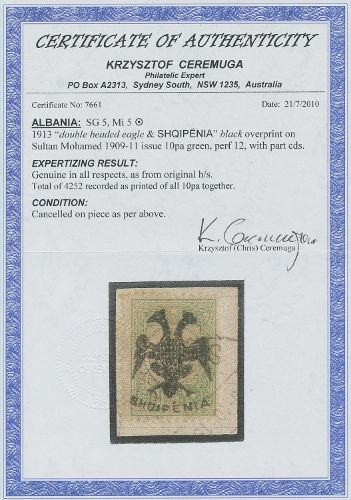 CERTIFICATE OF AUTHENTICITY
KRZYSZTOF CEREMUGA
Philatelic Expert
PO Box A2313, Sydney South, NSW 1235, Australia
Certificate No: 7661 Date: 21/7/2010
ALBANIA: SG 5, Mi 5 ⊙
1913 "double headed eagle & SHQIPËNIA" black overprint on
Sultan Mohamed 1909-11 issue 10pa green, perf 12, with part cds.
EXPERTIZING RESULT:
Genuine in all respects, as from original h/s.
Total of 4252 recorded as printed of all 10pa together.
CONDITION:
Cancelled on piece as per above.
K. Ceremuga
Krzysztof (Chris) Ceremuga
SHQIPËNIA